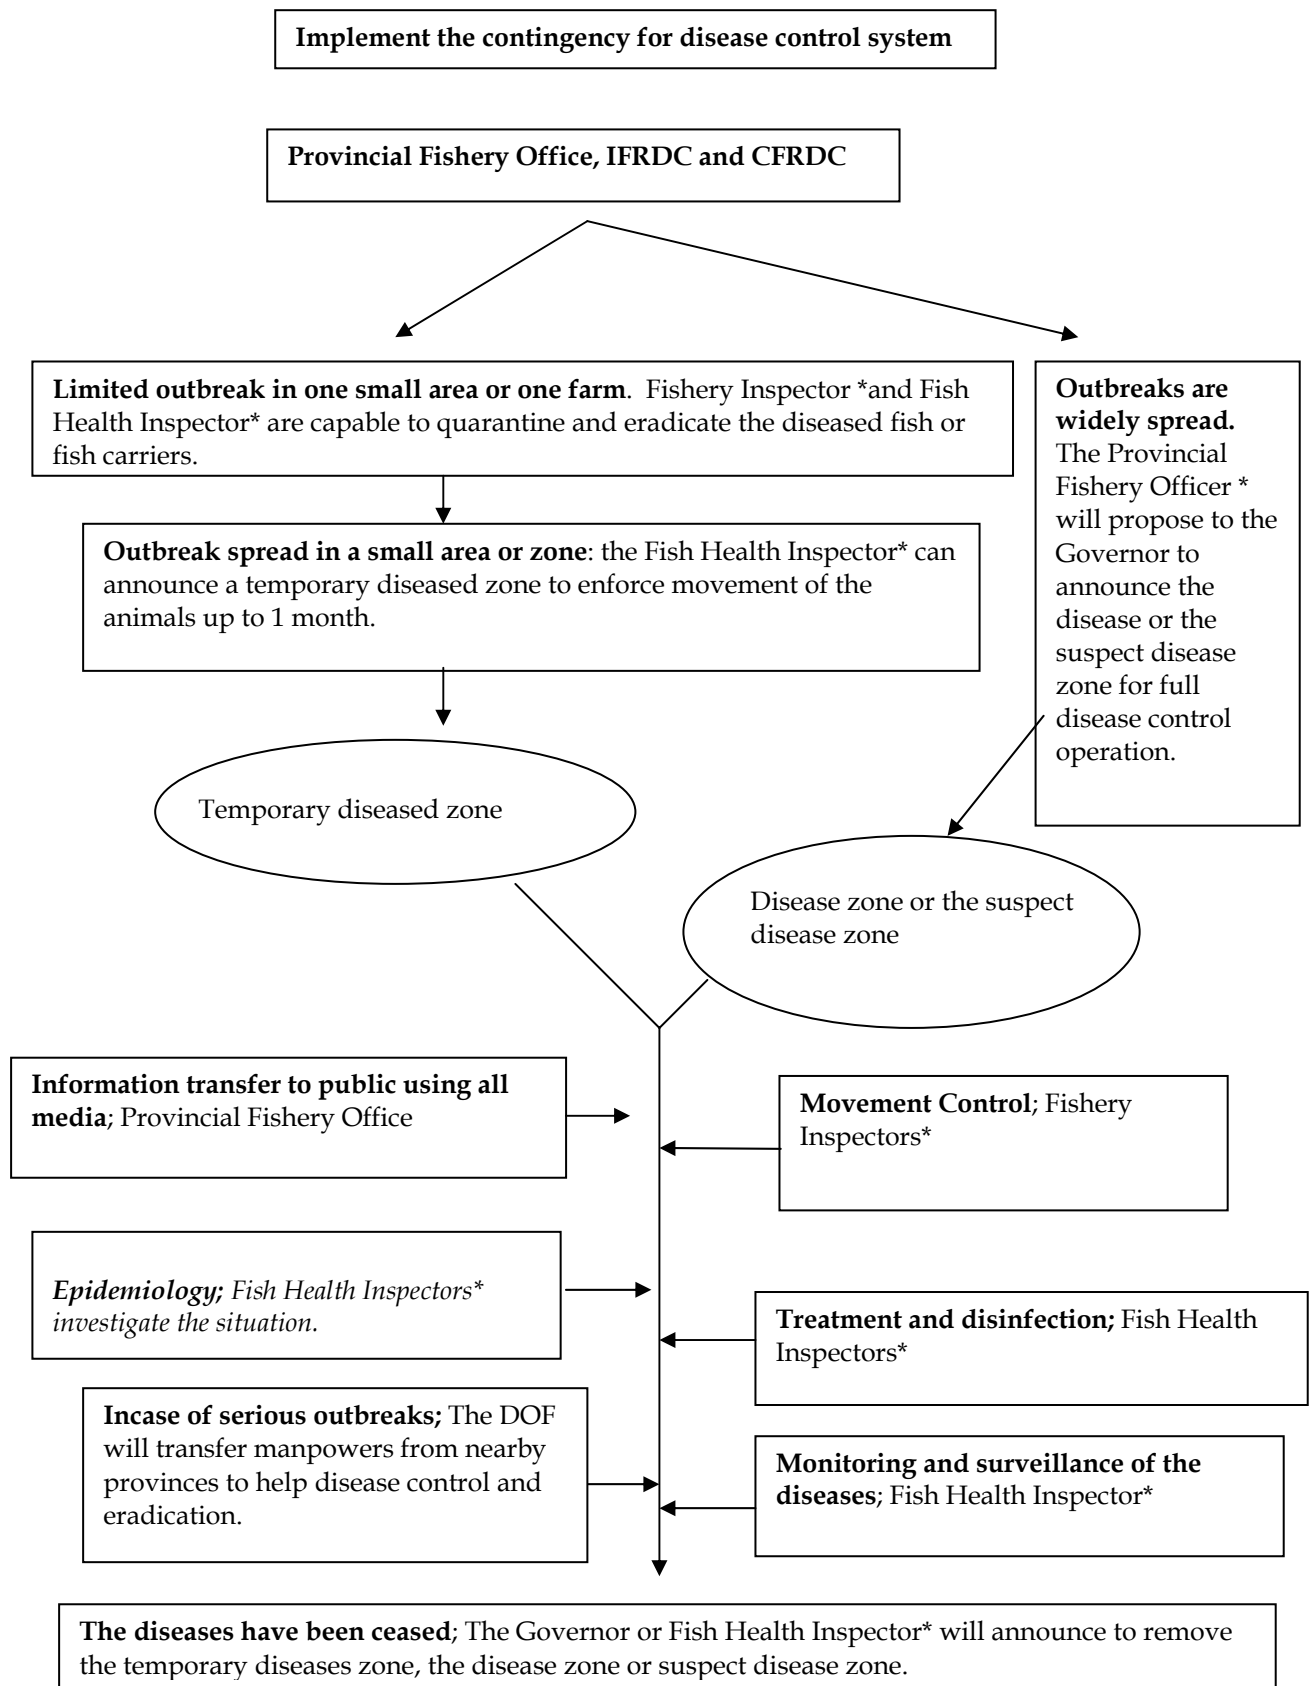 Implement the contingency for disease control system
Provincial Fishery Office, IFRDC and CFRDC
Limited outbreak in one small area or one farm.  Fishery Inspector *and Fish
Health Inspector* are capable to quarantine and eradicate the diseased fish or
fish carriers.
Outbreaks are
widely spread.
The Provincial
Fishery Officer *
will propose to the
Governor to
announce the
disease or the
suspect disease
zone for full
disease control
operation.
Outbreak spread in a small area or zone: the Fish Health Inspector* can
announce a temporary diseased zone to enforce movement of the
animals up to 1 month.
Temporary diseased zone
Disease zone or the suspect
disease zone
Information transfer to public using all
media; Provincial Fishery Office
Movement Control; Fishery
Inspectors*
Epidemiology; Fish Health Inspectors*
investigate the situation.
Treatment and disinfection; Fish Health
Inspectors*
Incase of serious outbreaks; The DOF
will transfer manpowers from nearby
provinces to help disease control and
eradication.
Monitoring and surveillance of the
diseases; Fish Health Inspector*
The diseases have been ceased; The Governor or Fish Health Inspector* will announce to remove
the temporary diseases zone, the disease zone or suspect disease zone.